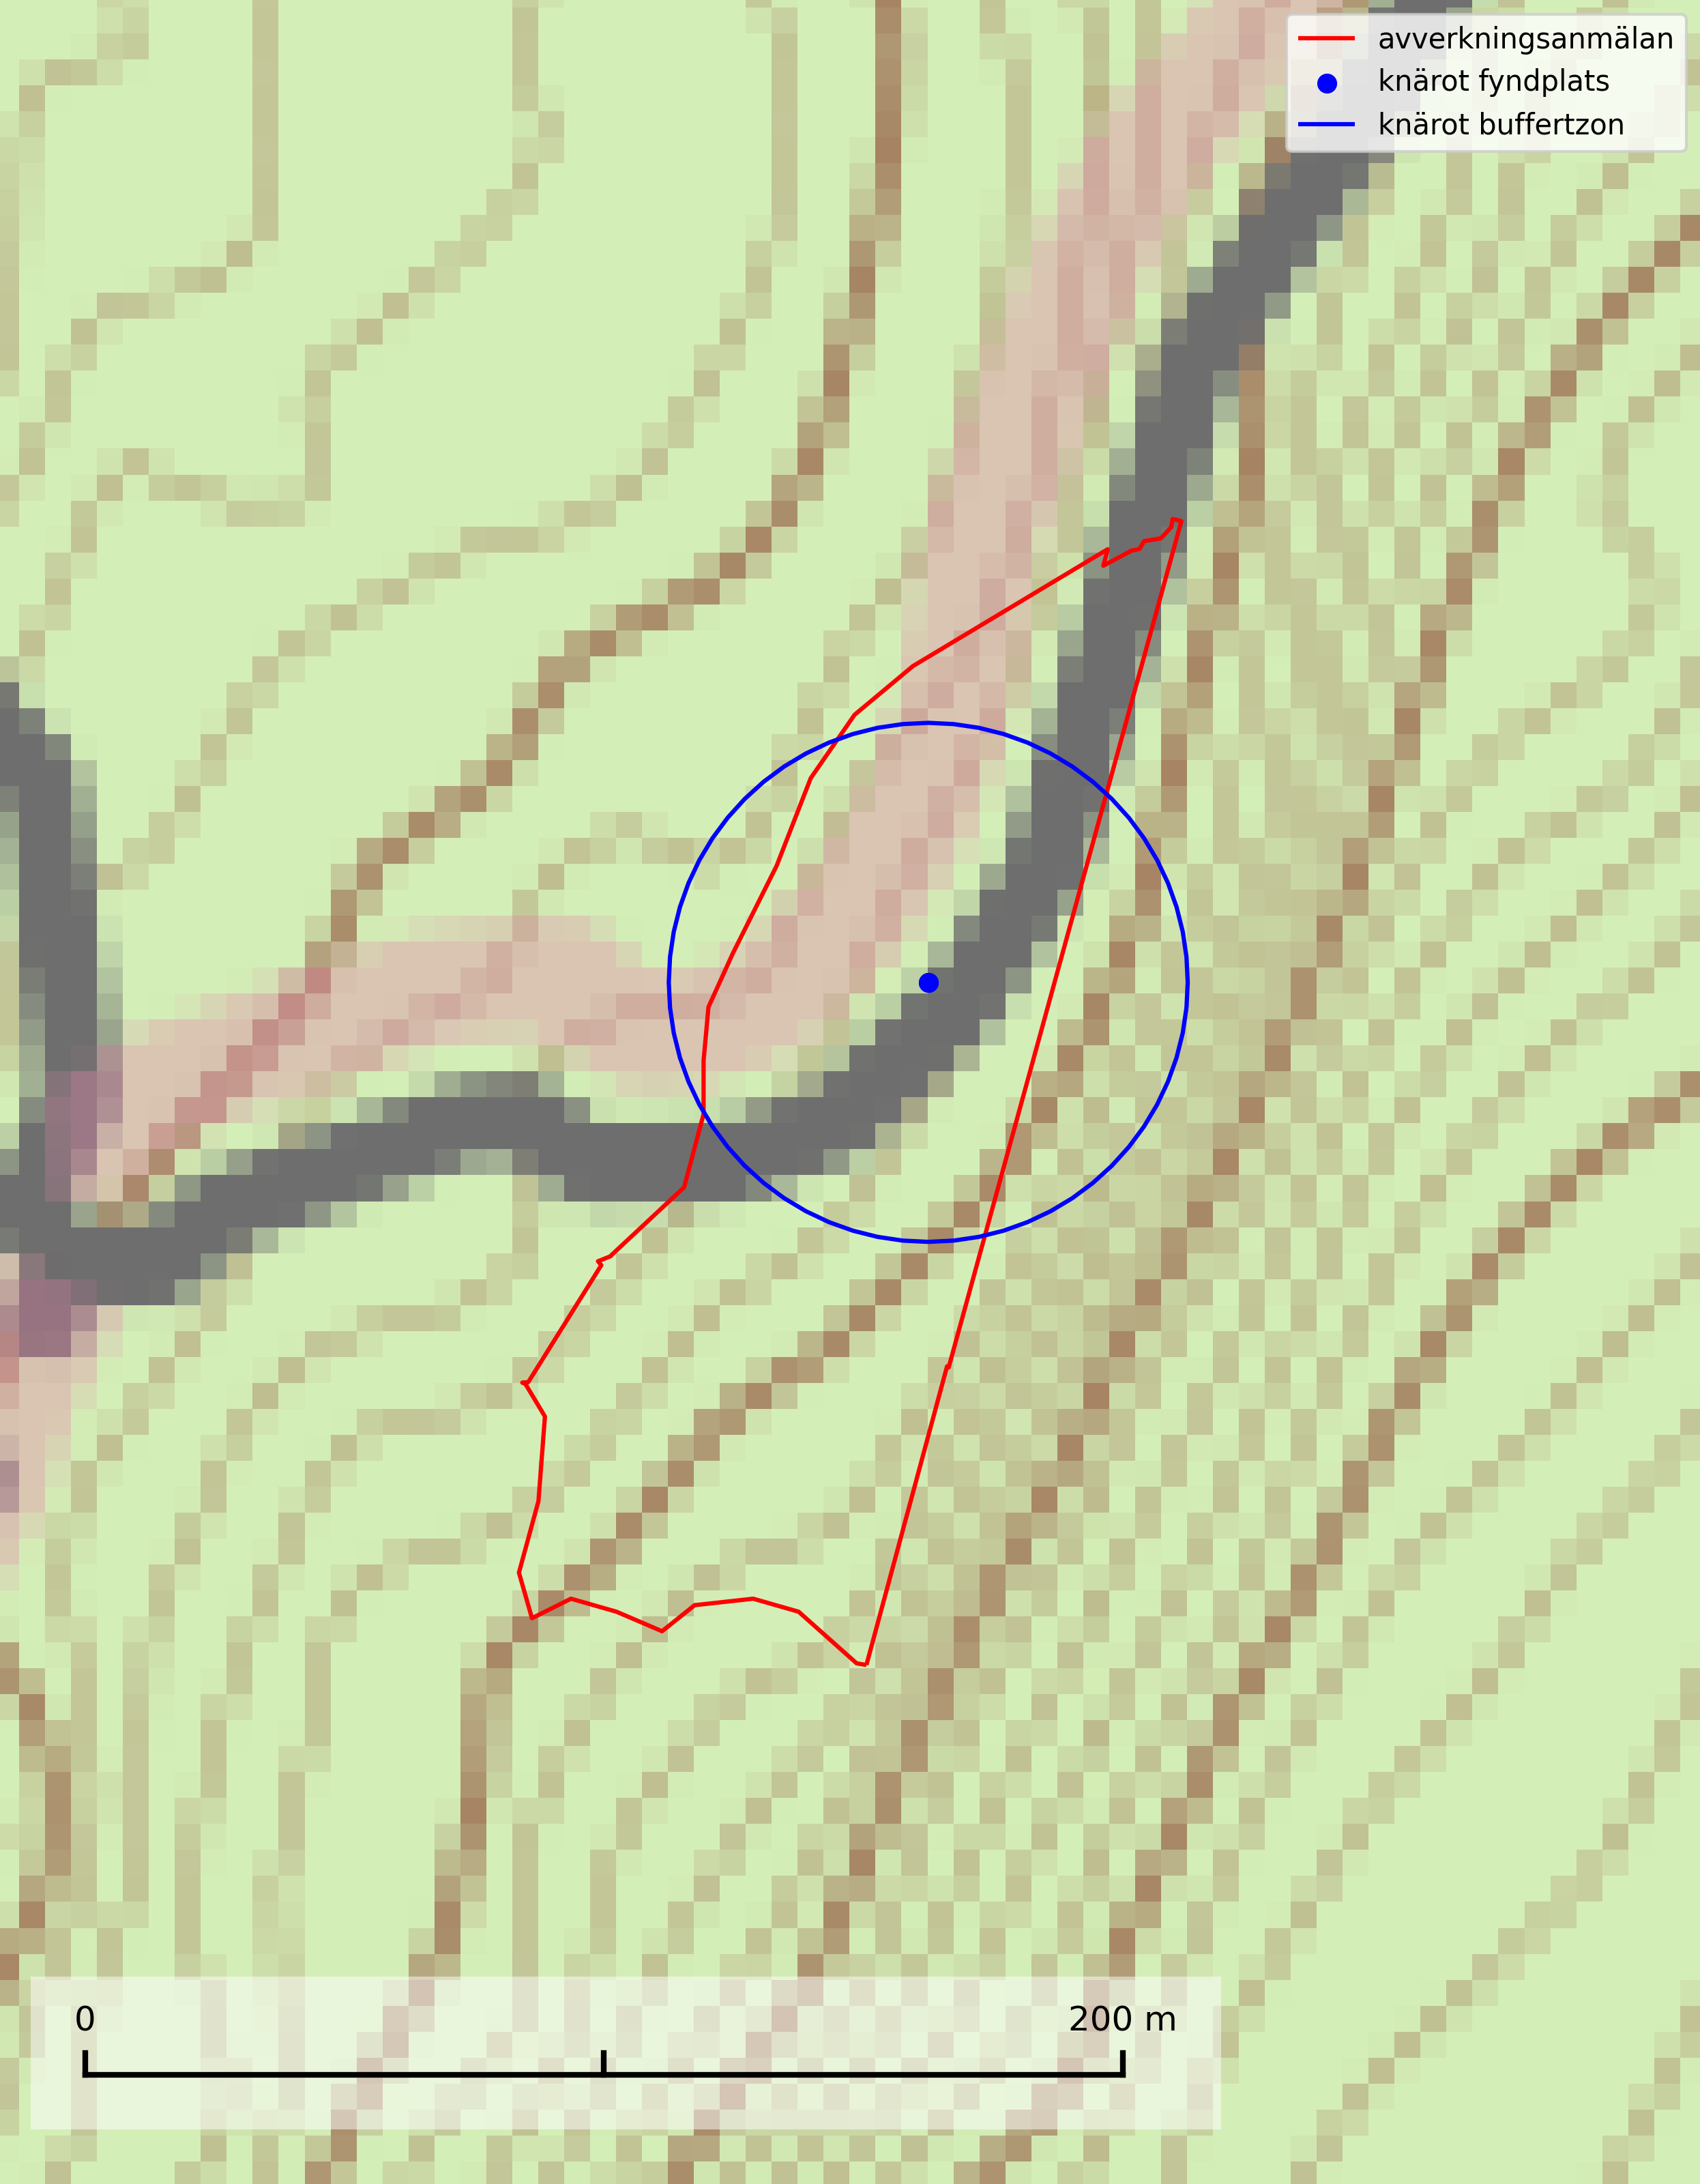 avverkningsanmälan
knärot fyndplats
knärot buffertzon
0 200 m